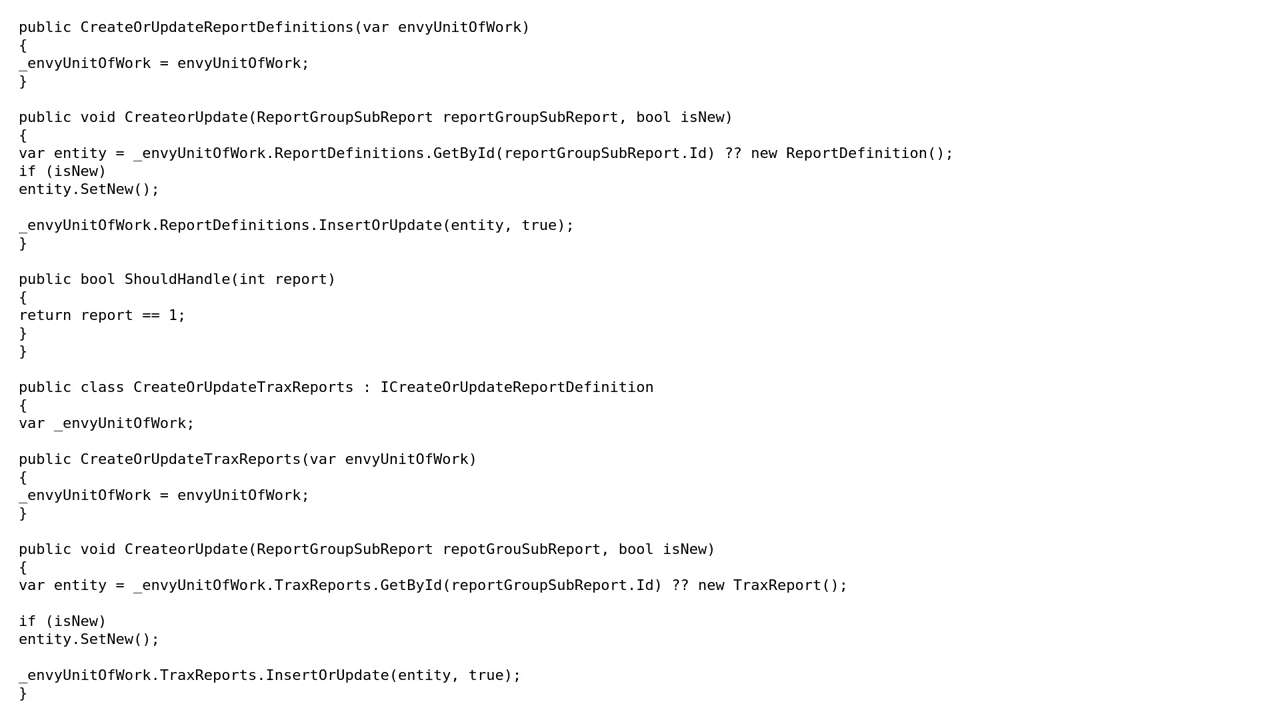 public CreateOrUpdateReportDefinitions(var envyUnitOfWork)
{
_envyUnitOfWork = envyUnitOfWork;
}
public void CreateorUpdate(ReportGroupSubReport reportGroupSubReport, bool isNew)
{
var entity = _envyUnitOfWork.ReportDefinitions.GetById(reportGroupSubReport.Id) ?? new ReportDefinition();
if (isNew)
entity.SetNew();
_envyUnitOfWork.ReportDefinitions.InsertOrUpdate(entity, true);
}
public bool ShouldHandle(int report)
{
return report == 1;
}
}
public class CreateOrUpdateTraxReports : ICreateOrUpdateReportDefinition
{
var _envyUnitOfWork;
public CreateOrUpdateTraxReports(var envyUnitOfWork)
{
_envyUnitOfWork = envyUnitOfWork;
}
public void CreateorUpdate(ReportGroupSubReport repotGrouSubReport, bool isNew)
{
var entity = _envyUnitOfWork.TraxReports.GetById(reportGroupSubReport.Id) ?? new TraxReport();
if (isNew)
entity.SetNew();
_envyUnitOfWork.TraxReports.InsertOrUpdate(entity, true);
}